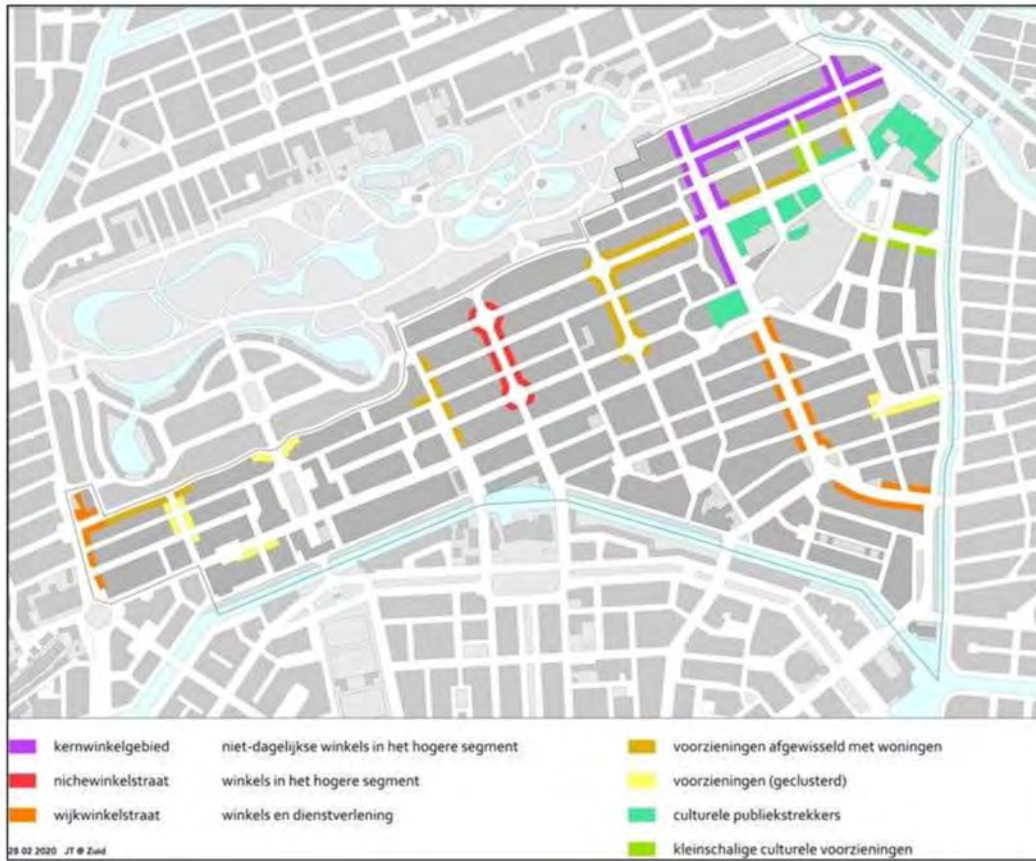 kernwinkelgebied niet-dagelijkse winkels in het hogere segment
nichewinkelstraat winkels in het hogere segment
wijkwinkelstraat winkels en dienstverlening
voorzieningen afgewisseld met woningen
voorzieningen (geclusterd)
culturele publiekstrekkers
kleinschalige culturele voorzieningen
28 02 2020 JT @ Zuid